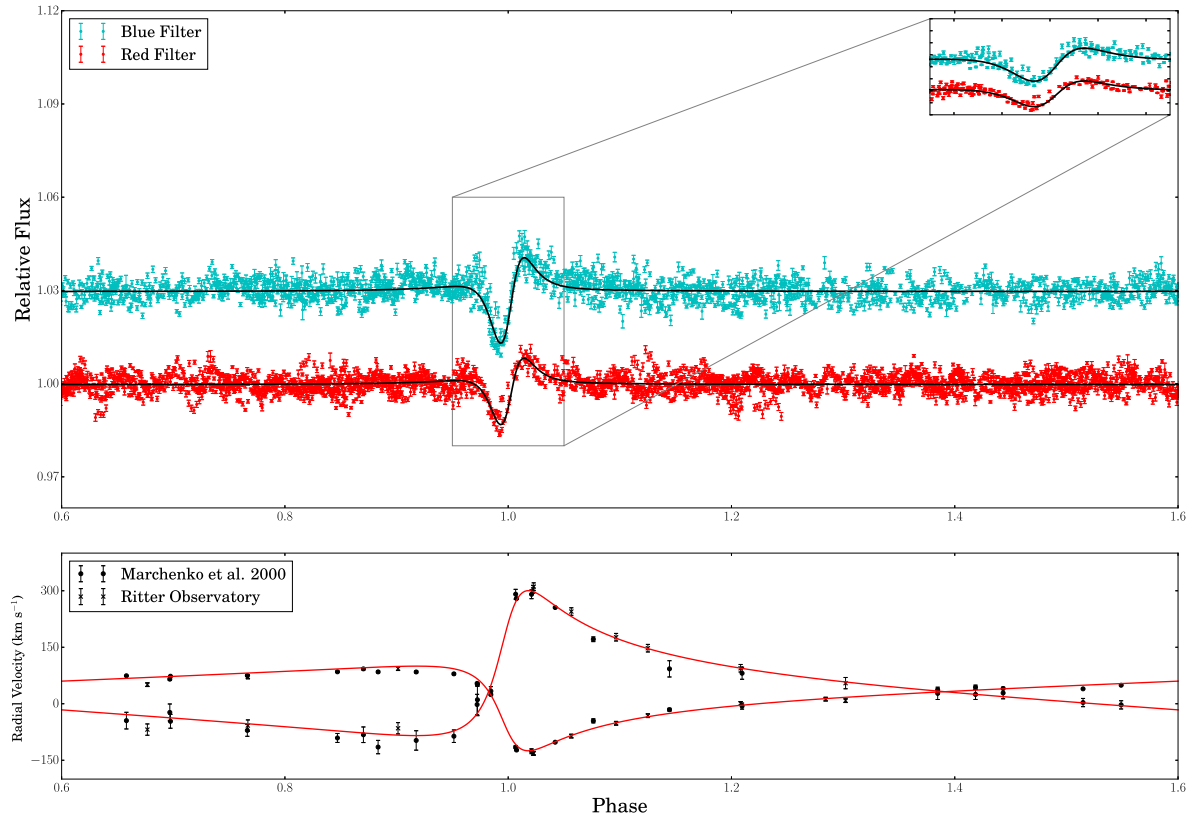 1.12
Blue Filter
Red Filter
1.09
1.06
1.03
1.00
0.97
Relative Flux
0.6 0.8 1.0 1.2 1.4 1.6
Marchenko et al. 2000
Ritter Observatory
300
150
0
−150
Radial Velocity (km s⁻¹)
0.6 0.8 1.0 1.2 1.4 1.6
Phase